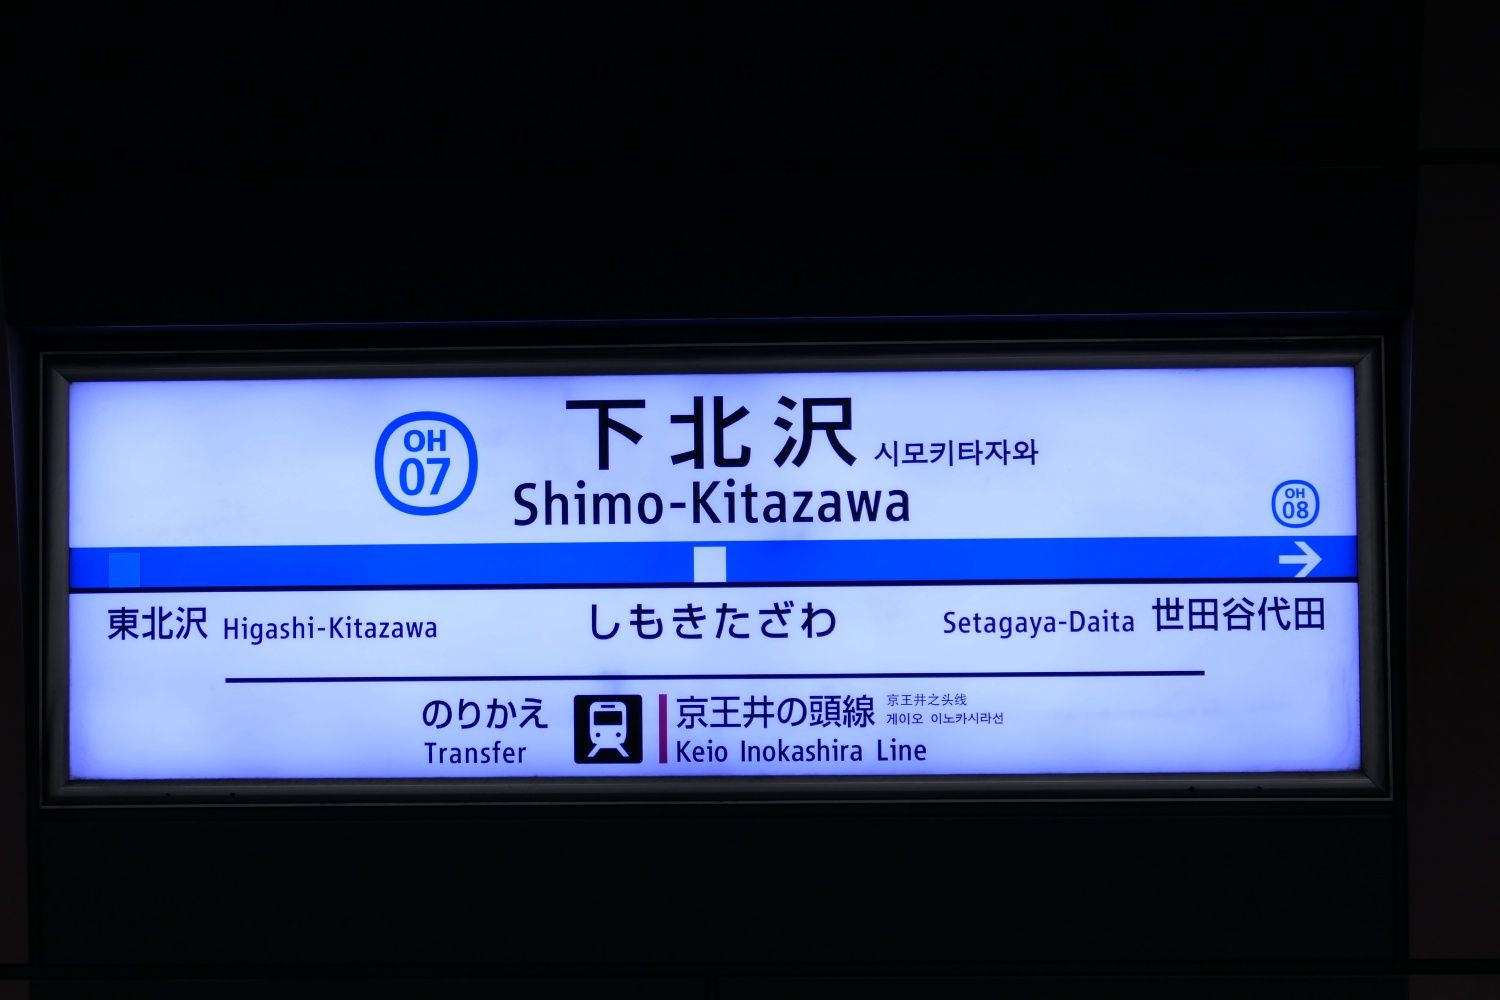 OH
07
下北沢 시모키타자와
Shimo-Kitazawa
OH
08
東北沢 Higashi-Kitazawa
しもきたざわ
Setagaya-Daita 世田谷代田
のりかえ
Transfer
京王井の頭線
京王井之头线
게이오 이노카시라선
Keio Inokashira Line